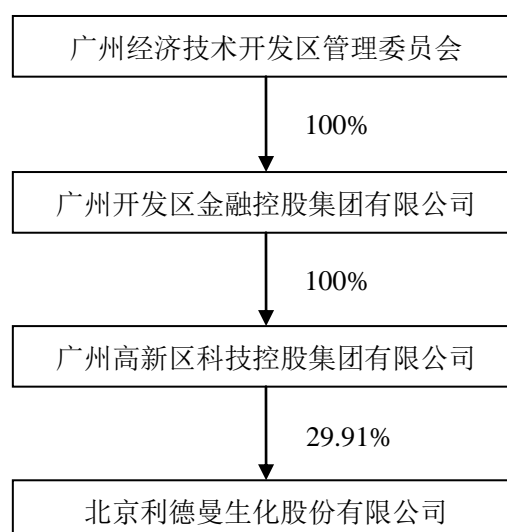 广州经济技术开发区管理委员会
100%
广州开发区金融控股集团有限公司
100%
广州高新区科技控股集团有限公司
29.91%
北京利德曼生化股份有限公司